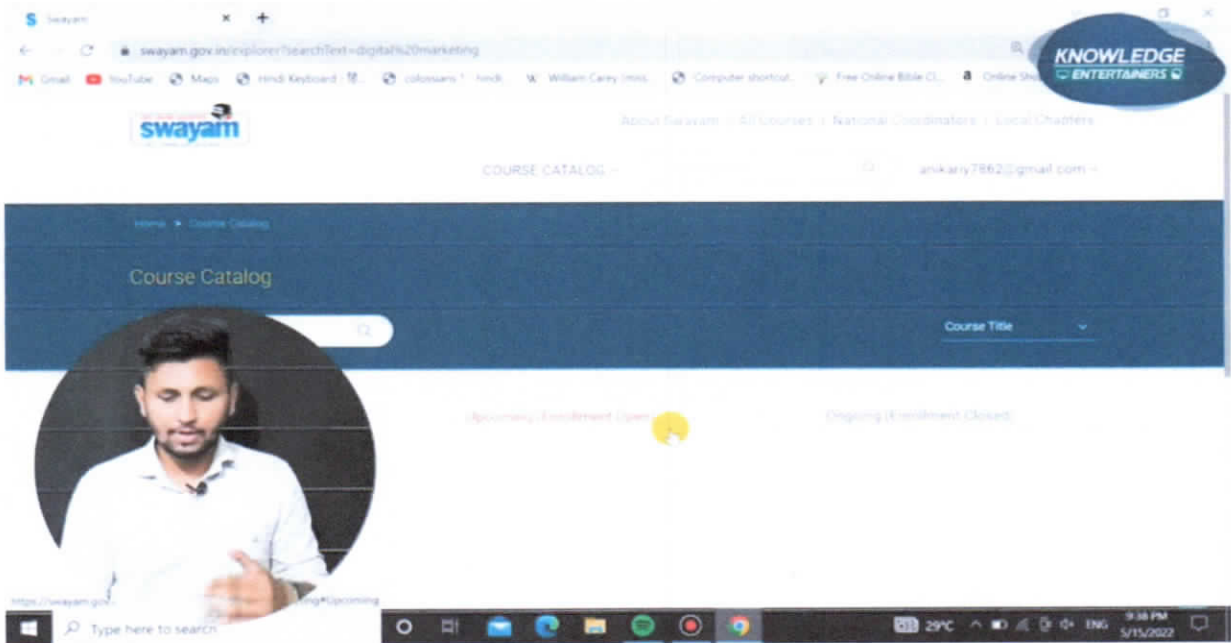 Swayam
swayam.gov.in/explorer?searchText=digital%20marketing
KNOWLEDGE
ENTERTAINERS
Gmail YouTube Maps Hindi Keyboard colossians hindi William Carey Computer shortcut Free Online Bible Online
swayam
About Swayam | All Courses | National Coordinators | Local Chapters
COURSE CATALOG anikariy7862@gmail.com
Home > Course Catalog
Course Catalog
Course Title
Upcoming (Enrollment Open) Ongoing (Enrollment Closed)
Type here to search
29°C ENG 9:38 PM
5/15/2022